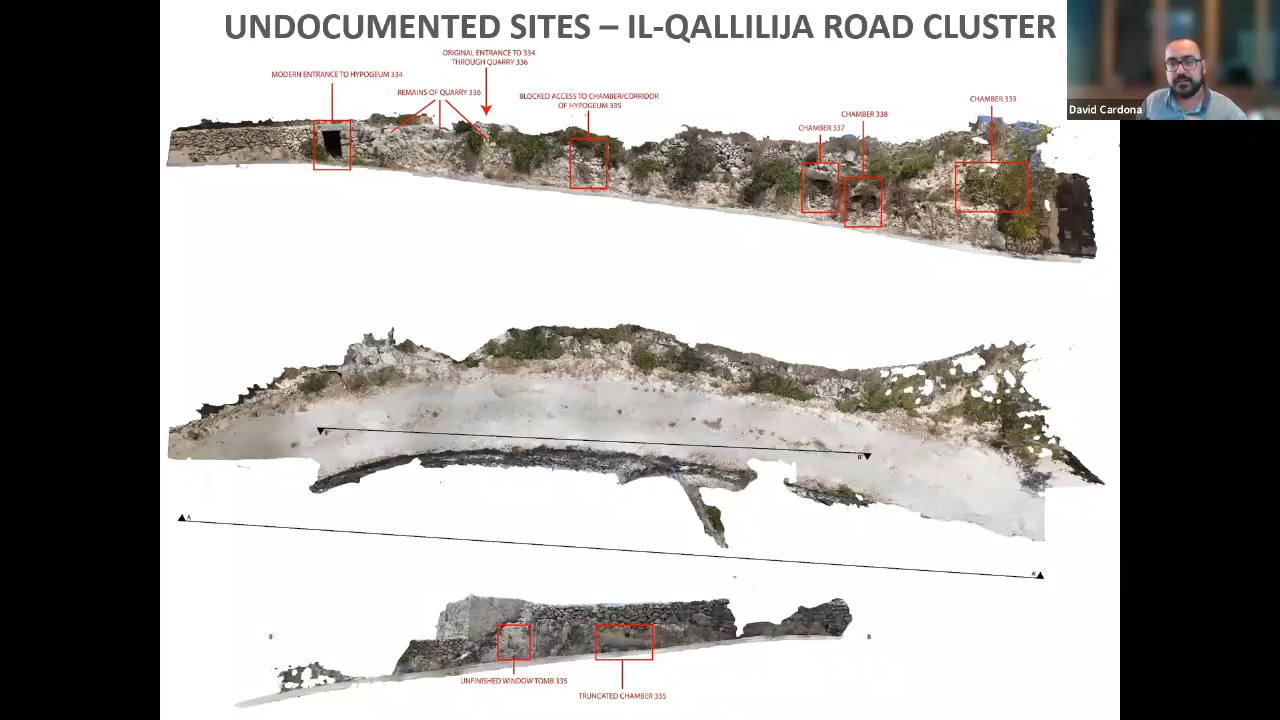 UNDOCUMENTED SITES – IL-QALLILIJA ROAD CLUSTER
David Cardona
ORIGINAL ENTRANCE TO 334
THROUGH QUARRY 336
MODERN ENTRANCE TO HYPOGEUM 334
REMAINS OF QUARRY 336
BLOCKED ACCESS TO CHAMBER/CORRIDOR
OF HYPOGEUM 335
CHAMBER 337
CHAMBER 338
CHAMBER 339
A
A'
B'
B
UNFINISHED WINDOW TOMB 335
TRUNCATED CHAMBER 335